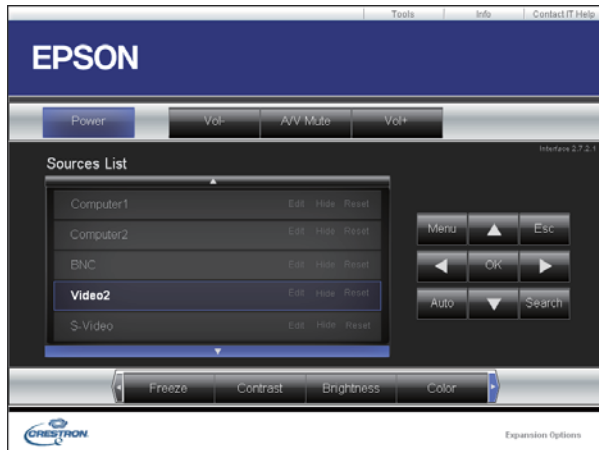 Tools Info Contact IT Help
EPSON
Power Vol- A/V Mute Vol+
Interface 2.7.2.1
Sources List
Computer1 Edit Hide Reset
Computer2 Edit Hide Reset
BNC Edit Hide Reset
Video2 Edit Hide Reset
S-Video Edit Hide Reset
Menu Esc
OK
Auto Search
Freeze Contrast Brightness Color
CRESTRON
Expansion Options